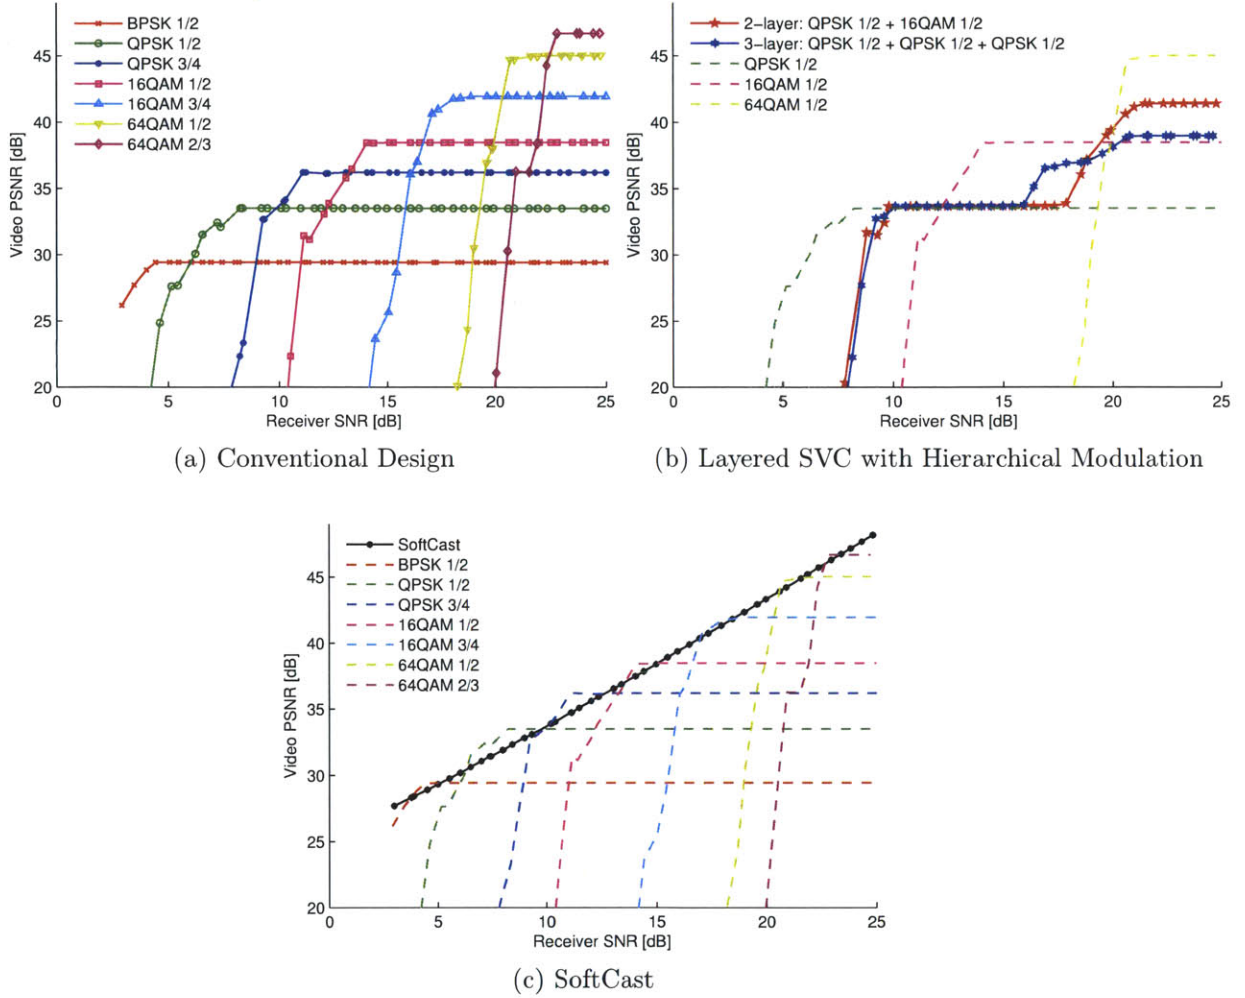 BPSK 1/2
QPSK 1/2
QPSK 3/4
16QAM 1/2
16QAM 3/4
64QAM 1/2
64QAM 2/3
45
40
35
30
25
20
Video PSNR [dB]
0 5 10 15 20 25
Receiver SNR [dB]
(a) Conventional Design
2-layer: QPSK 1/2 + 16QAM 1/2
3-layer: QPSK 1/2 + QPSK 1/2 + QPSK 1/2
QPSK 1/2
16QAM 1/2
64QAM 1/2
45
40
35
30
25
20
Video PSNR [dB]
0 5 10 15 20 25
Receiver SNR [dB]
(b) Layered SVC with Hierarchical Modulation
SoftCast
BPSK 1/2
QPSK 1/2
QPSK 3/4
16QAM 1/2
16QAM 3/4
64QAM 1/2
64QAM 2/3
45
40
35
30
25
20
Video PSNR [dB]
0 5 10 15 20 25
Receiver SNR [dB]
(c) SoftCast